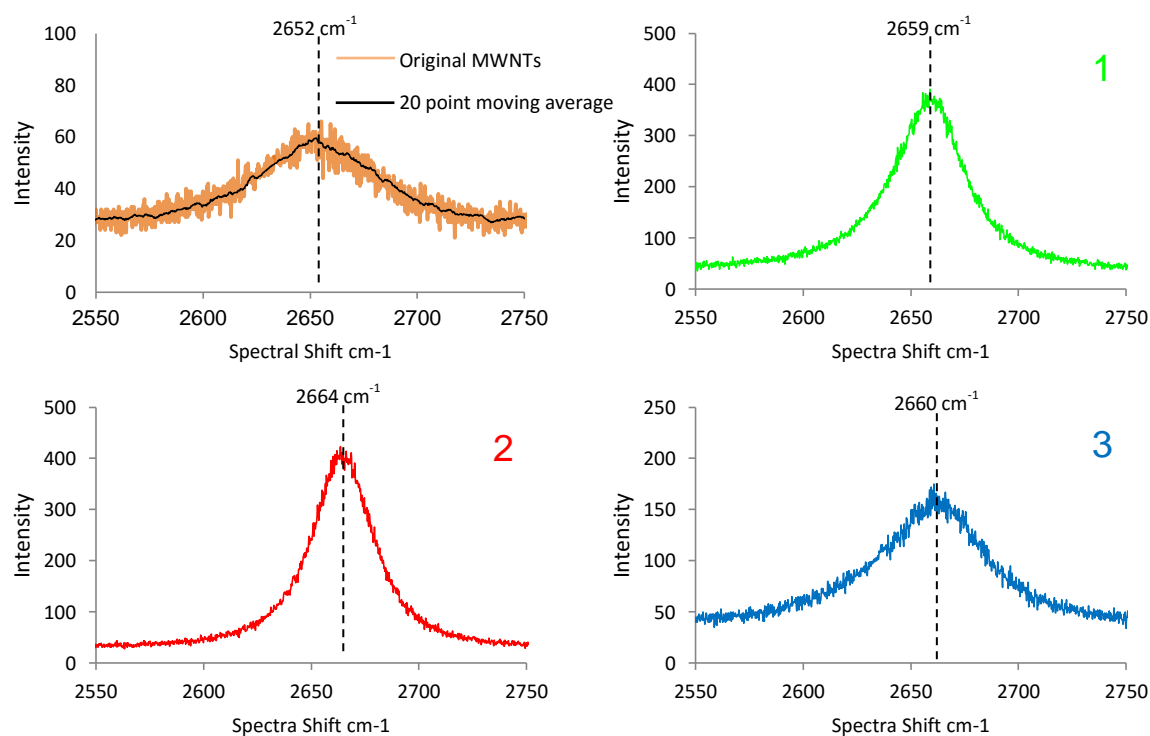 2652 cm-1
100
80
60
40
20
0
Intensity
Original MWNTs
20 point moving average
2550 2600 2650 2700 2750
Spectral Shift cm-1
2659 cm-1
500
400
300
200
100
0
Intensity
1
2550 2600 2650 2700 2750
Spectra Shift cm-1
2664 cm-1
500
400
300
200
100
0
Intensity
2
2550 2600 2650 2700 2750
Spectra Shift cm-1
2660 cm-1
250
200
150
100
50
0
Intensity
3
2550 2600 2650 2700 2750
Spectra Shift cm-1